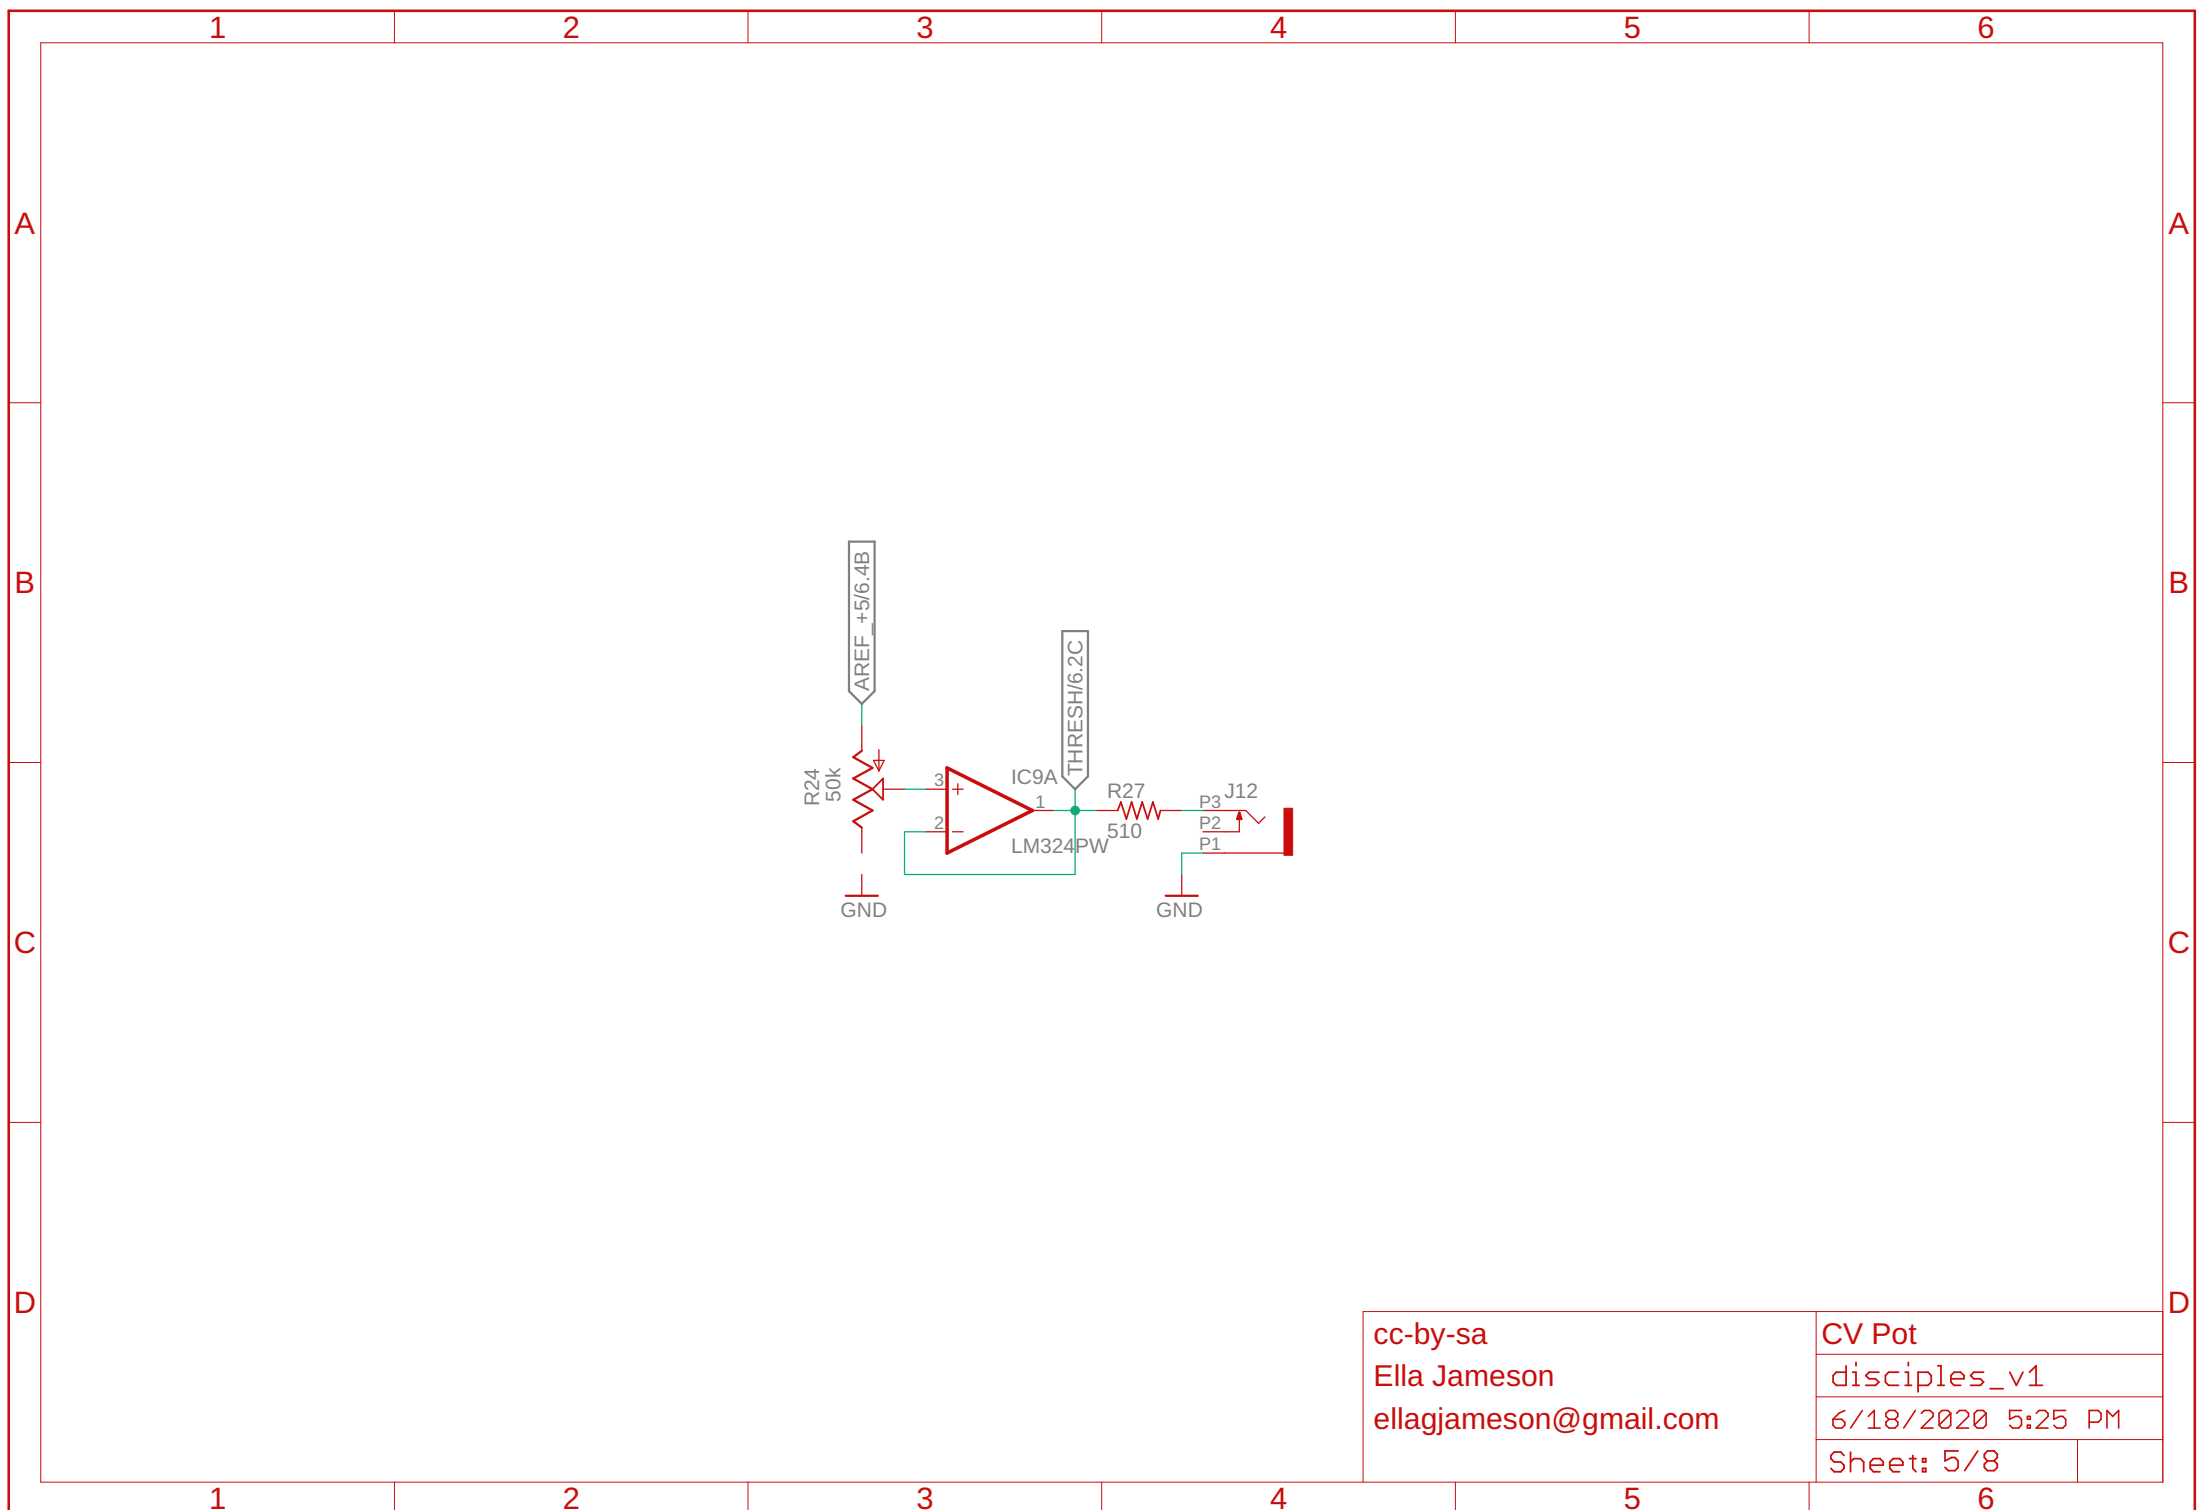 1 2 3 4 5 6
A A
B B
AREF_+5/6.4B
THRESH/6.2C
R24
50k
3
2
1
IC9A
LM324PW
R27
510
J12
P3
P2
P1
GND GND
C C
D D
cc-by-sa
Ella Jameson
ellagjameson@gmail.com
CV Pot
disciples_v1
6/18/2020 5:25 PM
Sheet: 5/8
1 2 3 4 5 6